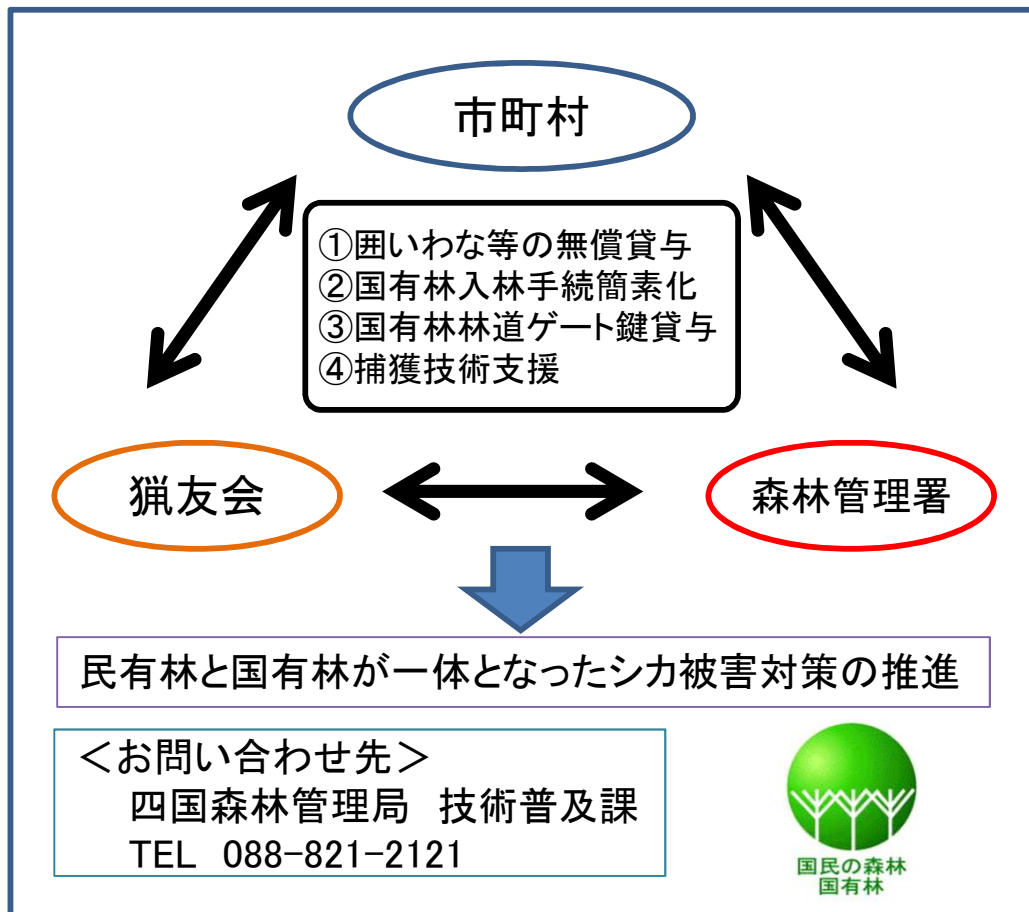 市町村
①囲いわな等の無償貸与
②国有林入林手続簡素化
③国有林林道ゲート鍵貸与
④捕獲技術支援
猟友会
森林管理署
民有林と国有林が一体となったシカ被害対策の推進
＜お問い合わせ先＞
四国森林管理局　技術普及課
TEL　088-821-2121
国民の森林
国有林